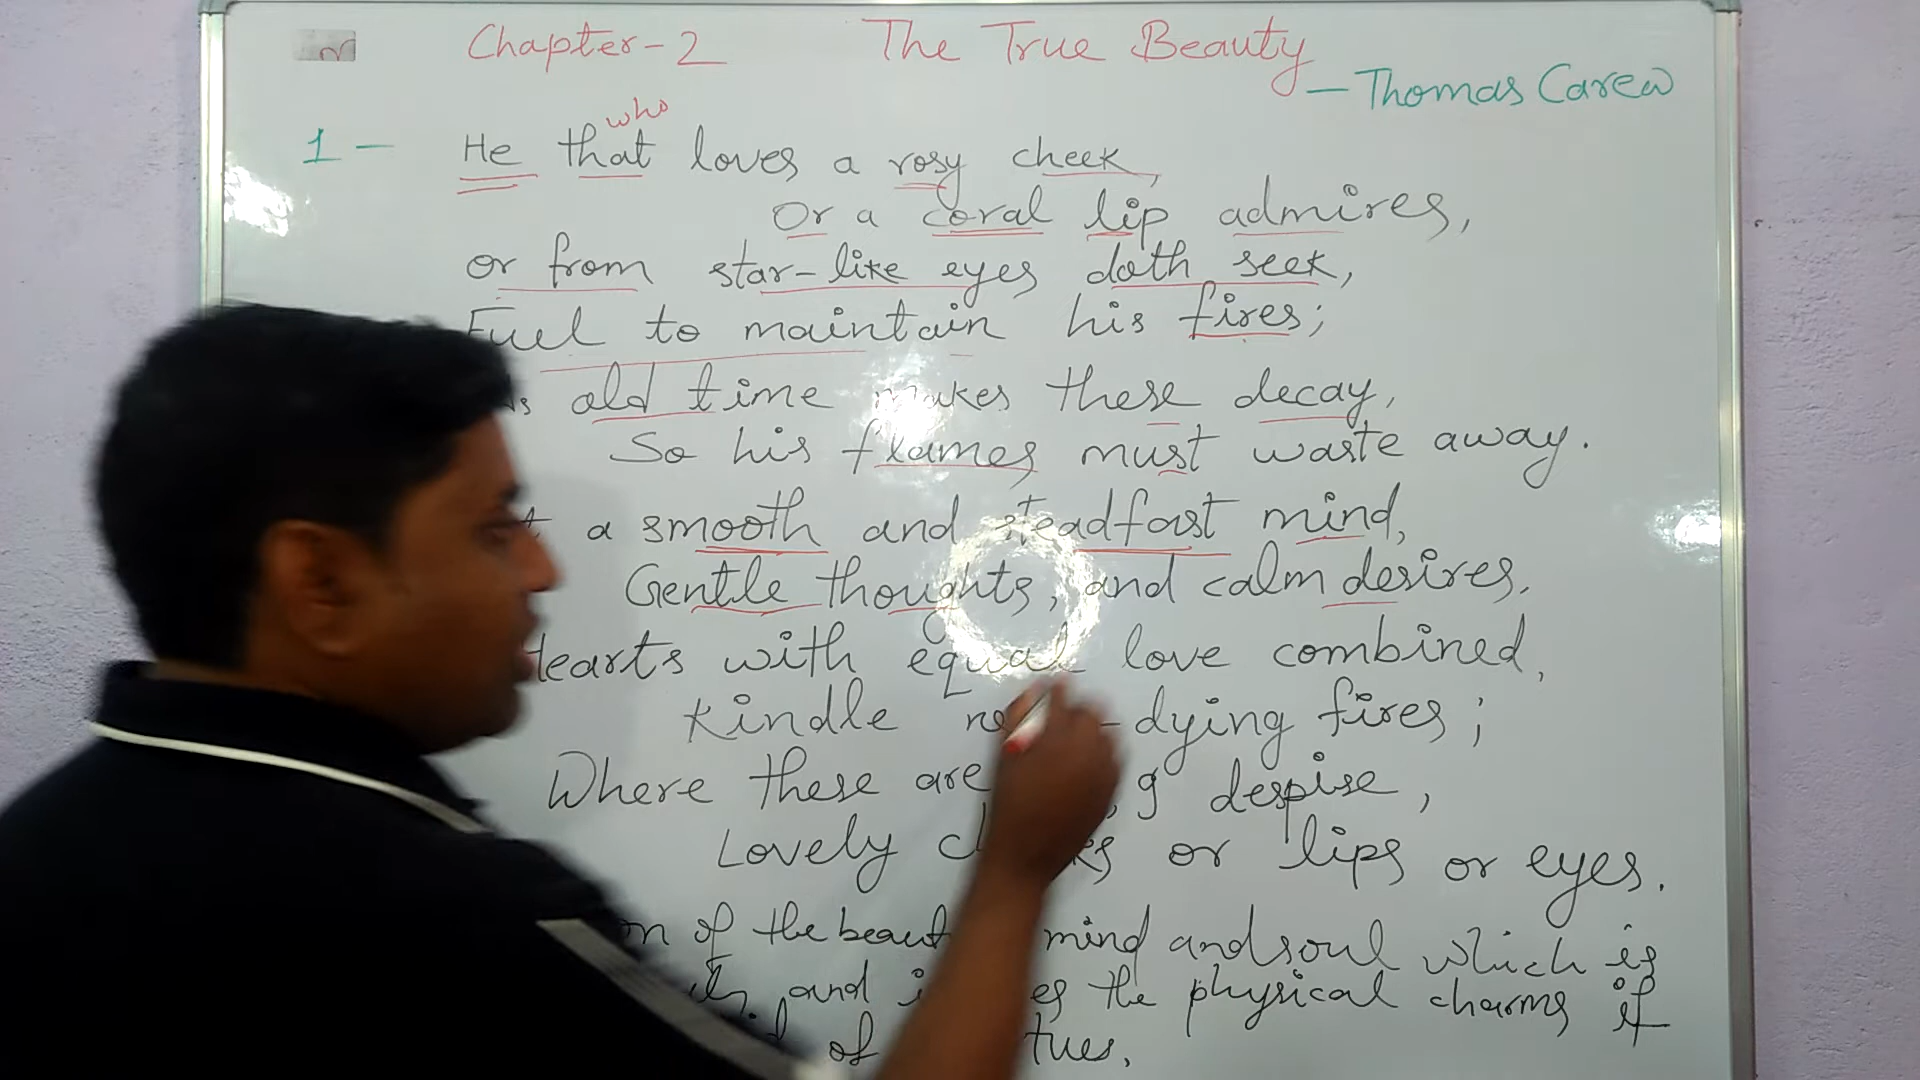 Chapter-2 The True Beauty
-Thomas Carew
who
1- He that loves a rosy cheek,
Or a coral lip admires,
or from star-like eyes doth seek,
Fuel to maintain his fires;
As old time makes these decay,
So his flames must waste away.
a smooth and steadfast mind,
Gentle thoughts, and calm desires,
Hearts with equal love combined,
Kindle -dying fires;
Where these are despise,
Lovely or lips or eyes.
of the mind and soul which is
and the physical charms if
of